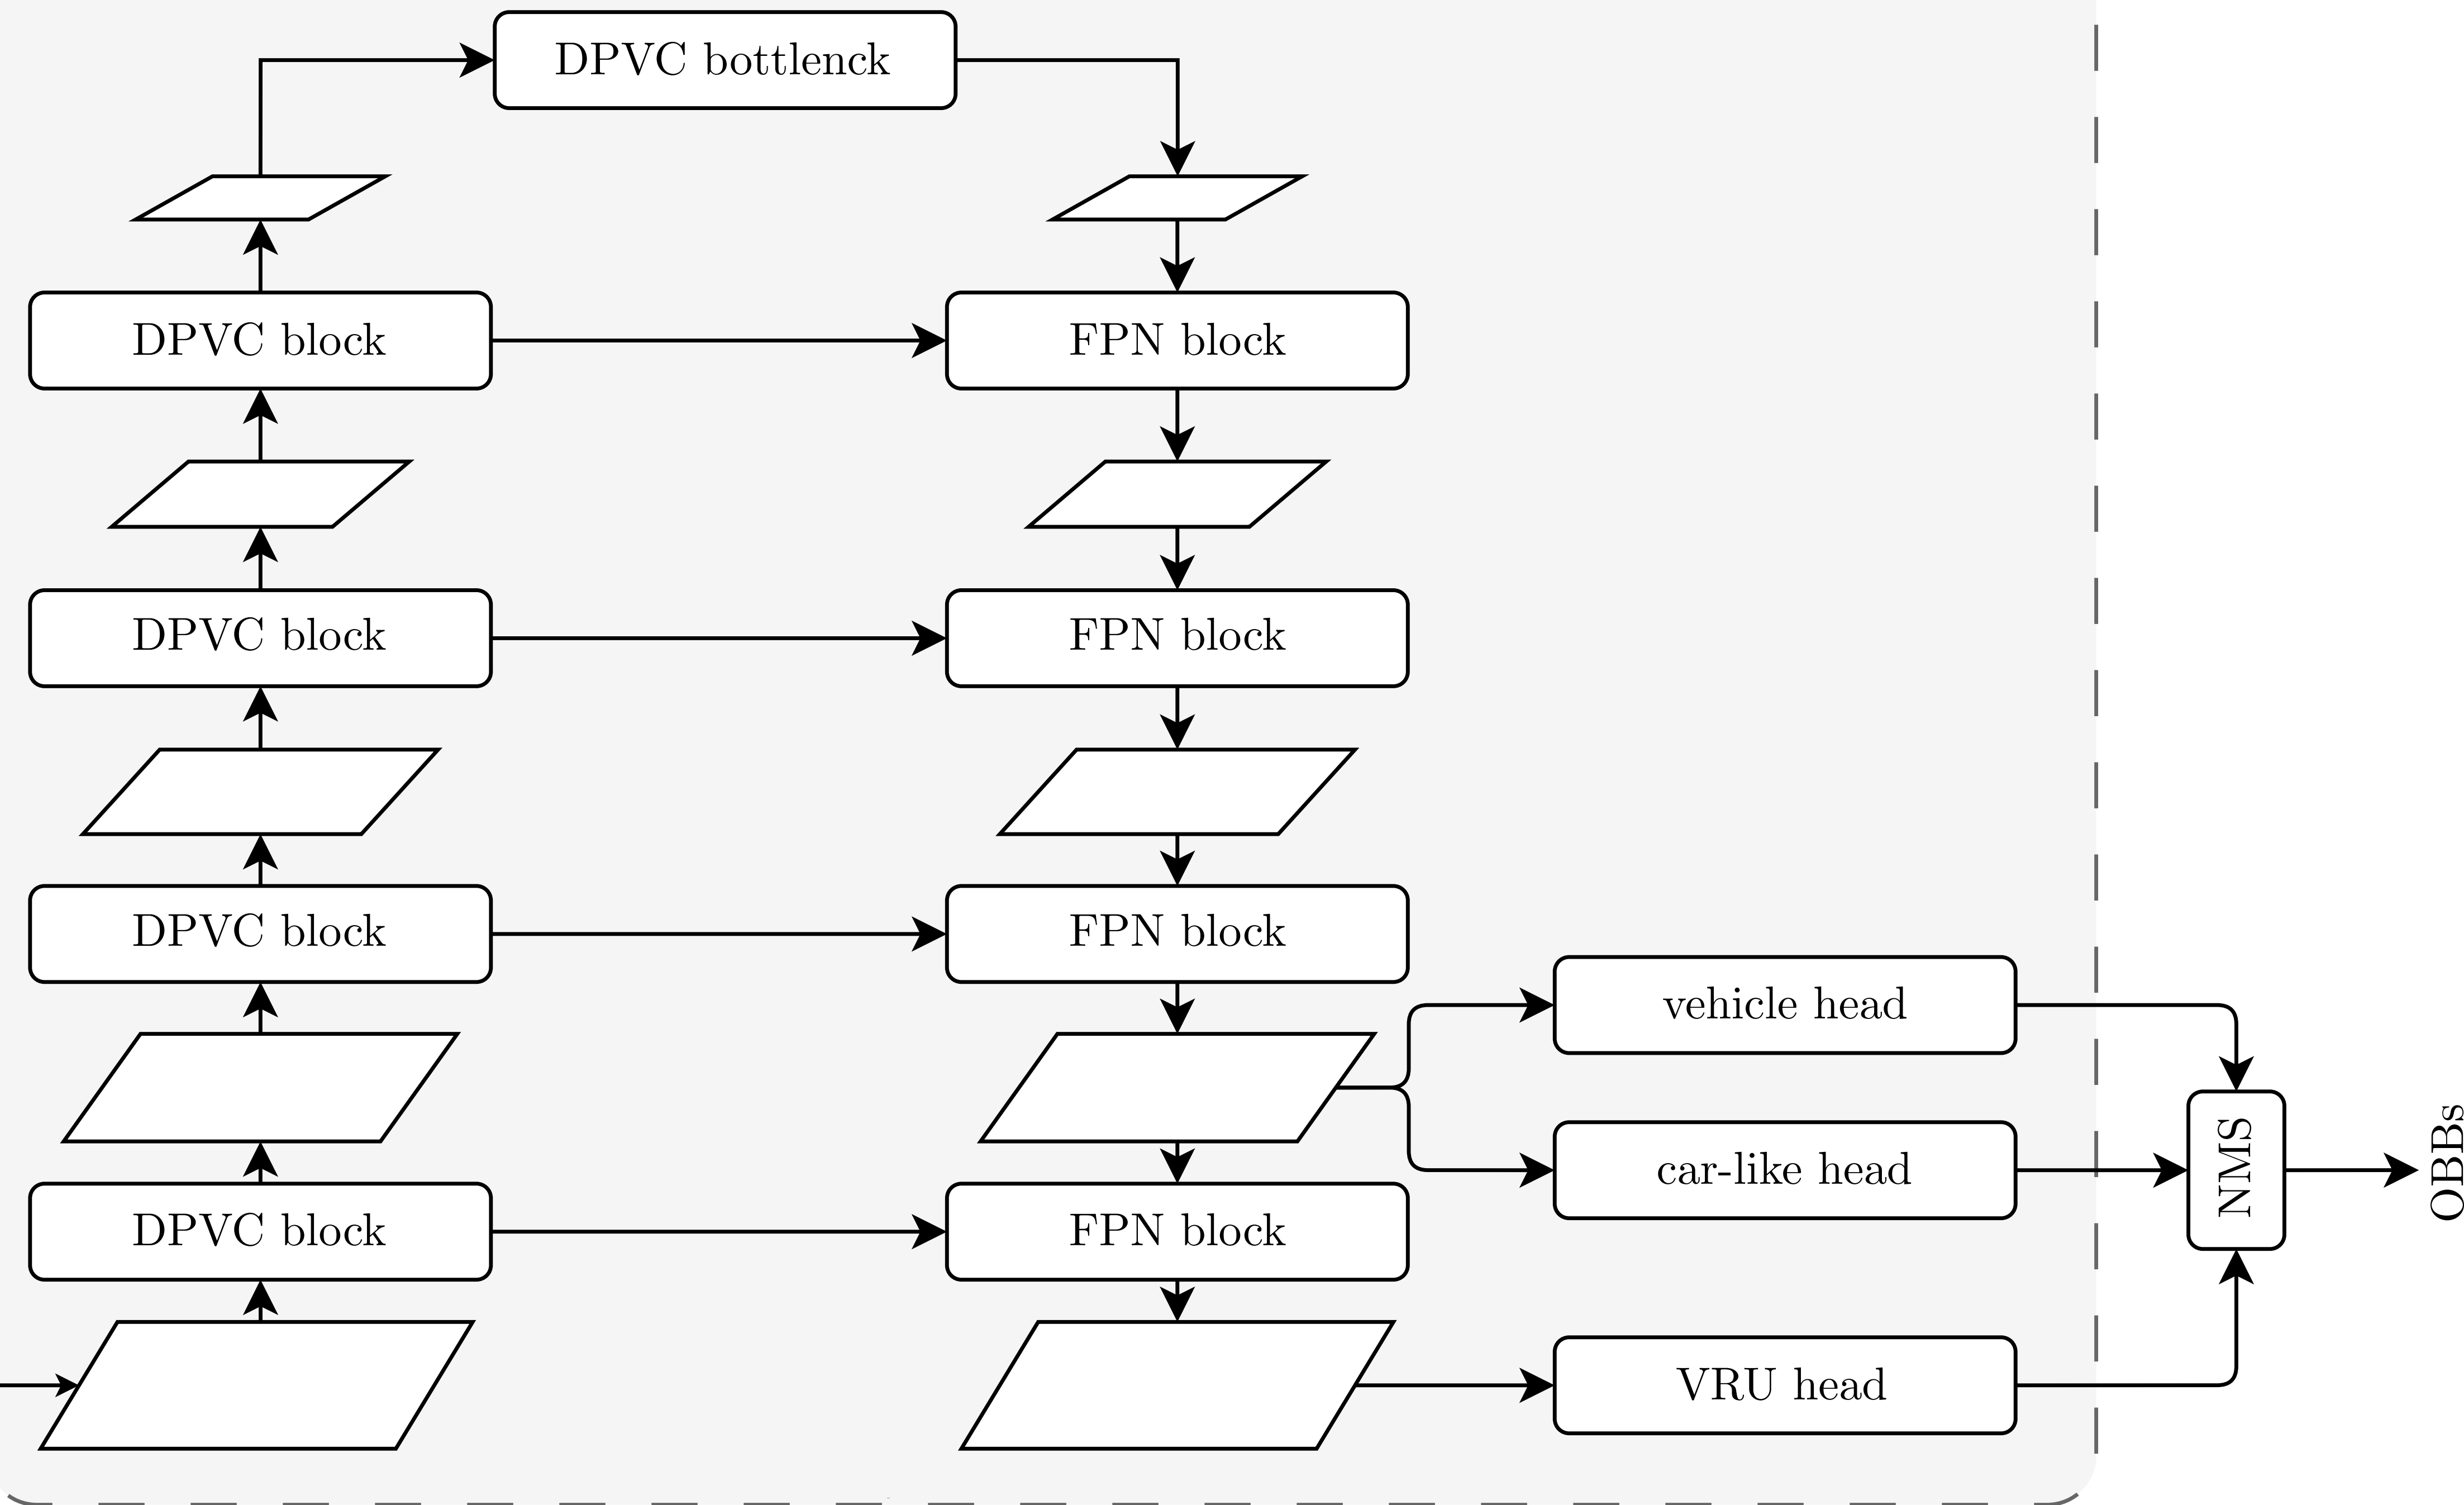 DPVC bottlenck
DPVC block
FPN block
DPVC block
FPN block
DPVC block
FPN block
vehicle head
car-like head
NMS
OBBs
DPVC block
FPN block
VRU head